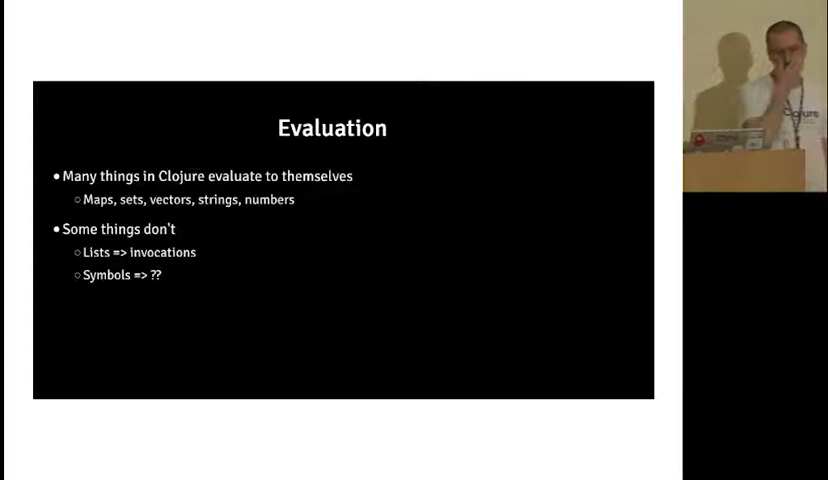 Evaluation
• Many things in Clojure evaluate to themselves
○ Maps, sets, vectors, strings, numbers
• Some things don't
○ Lists => invocations
○ Symbols => ??
Clojure